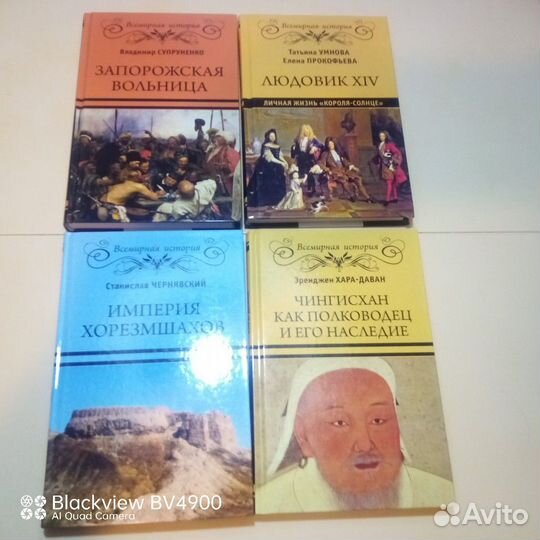 Всемирная история
Владимир СУПРУНЕНКО
ЗАПОРОЖСКАЯ
ВОЛЬНИЦА
Всемирная история
Татьяна УМНОВА
Елена ПРОКОФЬЕВА
ЛЮДОВИК XIV
ЛИЧНАЯ ЖИЗНЬ «КОРОЛЯ-СОЛНЦЕ»
Всемирная история
Станислав ЧЕРНЯВСКИЙ
ИМПЕРИЯ
ХОРЕЗМШАХОВ
Всемирная история
Эренджен ХАРА-ДАВАН
ЧИНГИСХАН
КАК ПОЛКОВОДЕЦ
И ЕГО НАСЛЕДИЕ
Blackview BV4900
AI Quad Camera
Avito